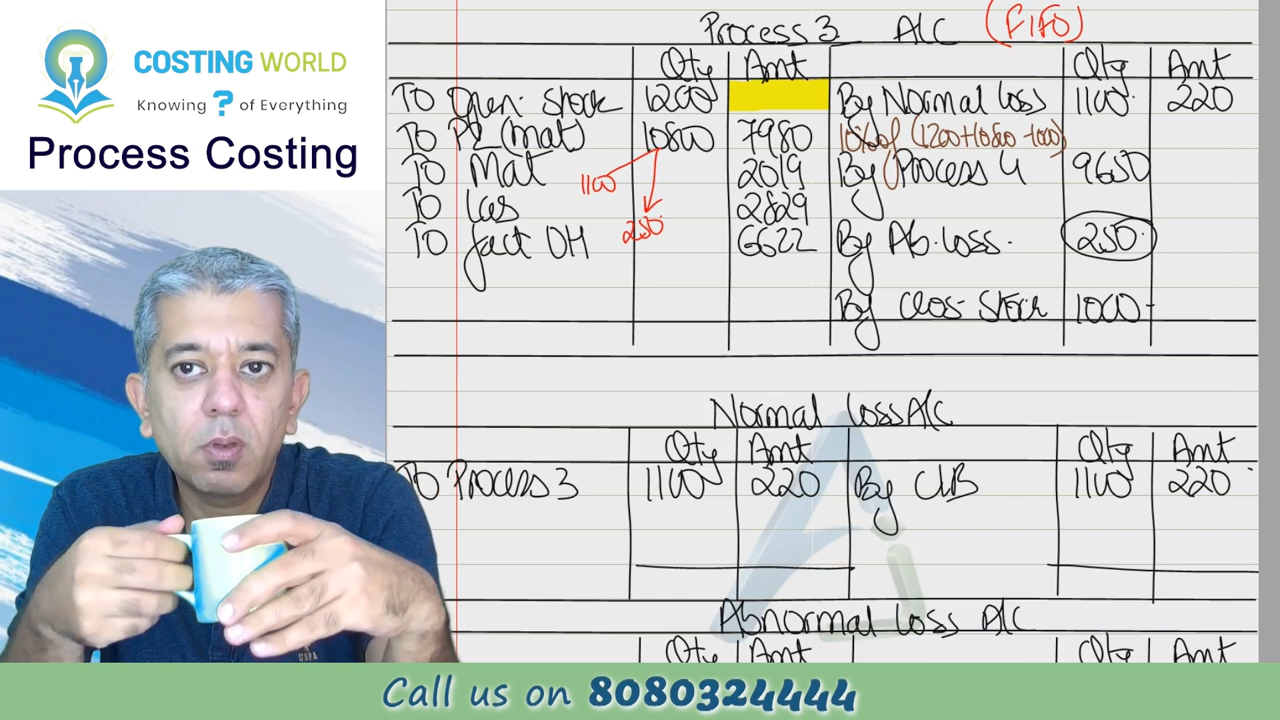 COSTING WORLD
Knowing ? of Everything
Process Costing
Process 3 A/C (FIFO)
Qty Amt Qty Amt
To Open. Stock 1200 By Normal loss 1100 220
To P2 (Mat) 10800 7980 10% of (1200+10800-1000)
To Mat 2019 By Process 4 9650
1100
To Lab 2829
To fact OH 6622 By Ab. loss. 250
250
By Clos. Stock 1000
Normal loss A/C
Qty Amt Qty Amt
To Process 3 1100 220 By C/B 1100 220
Abnormal loss A/C
Qty Amt Qty Amt
USPA
Call us on 8080324444